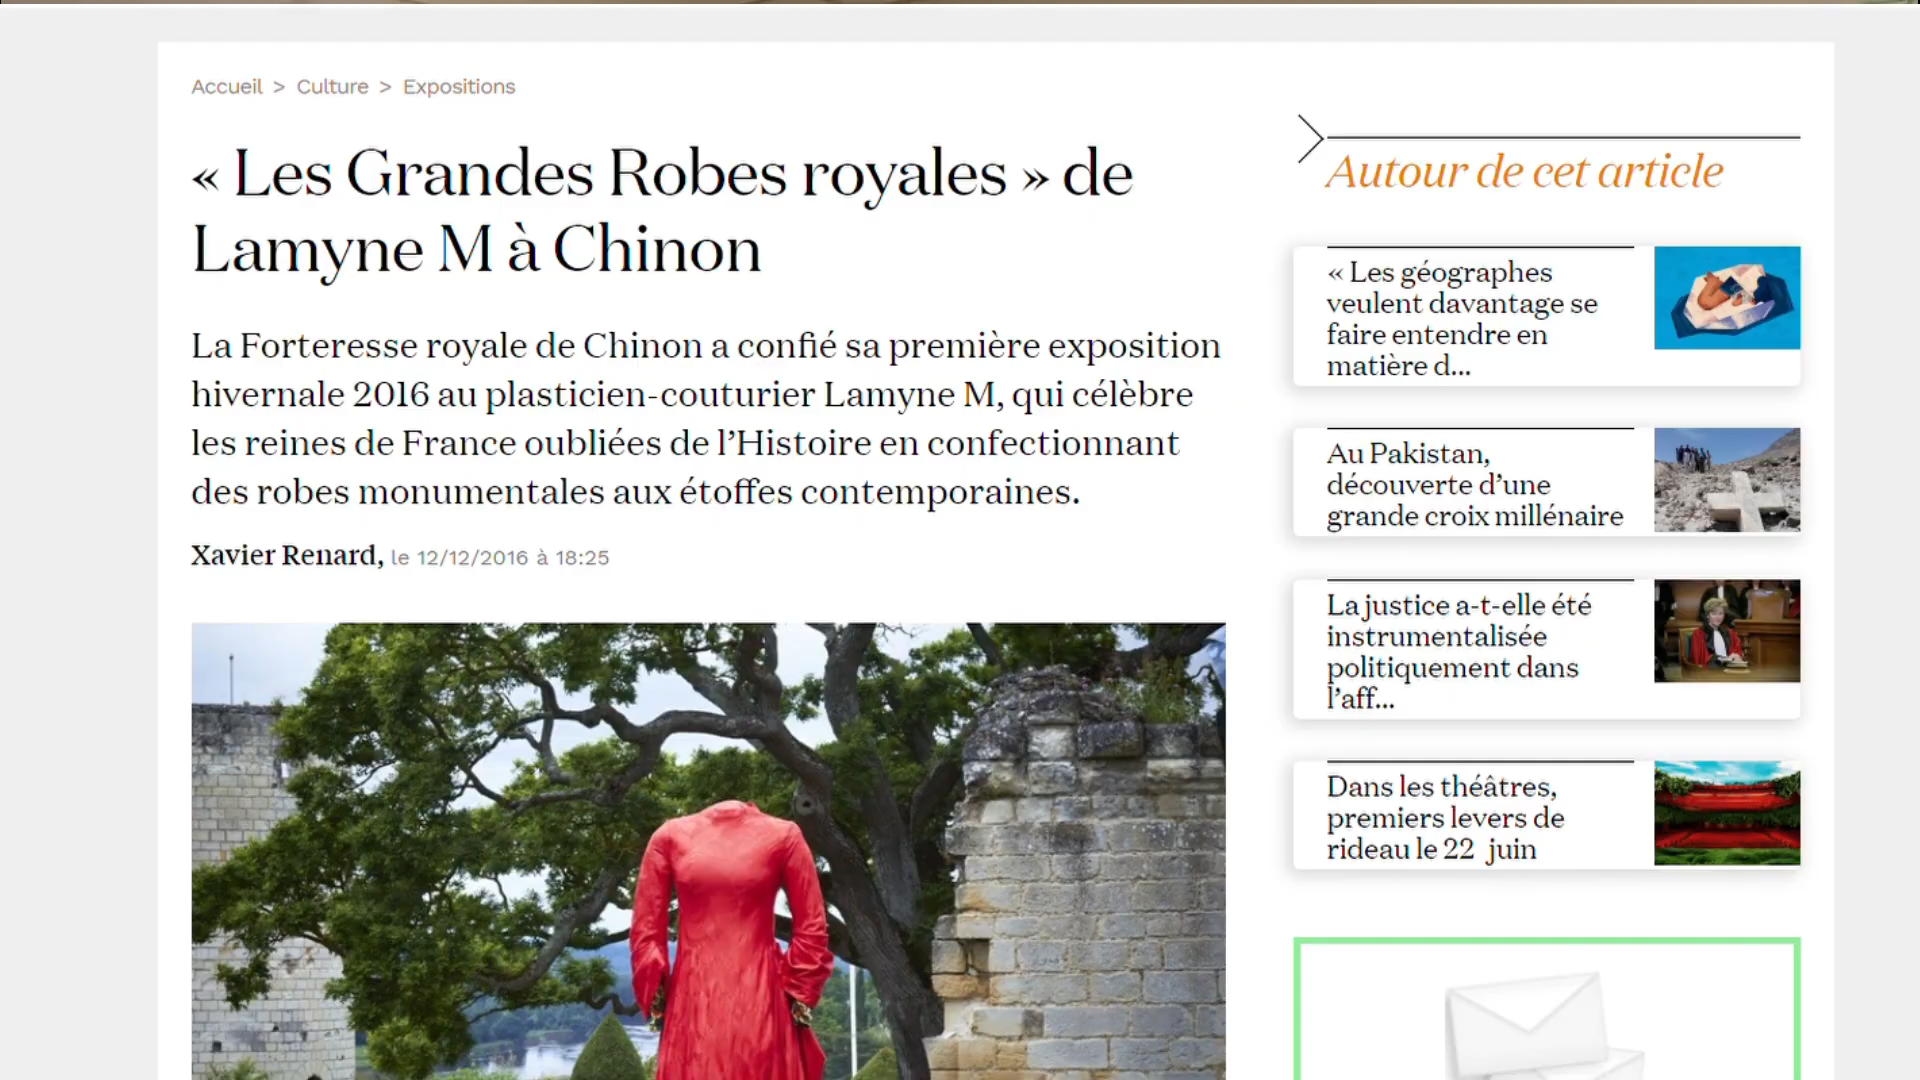 Accueil > Culture > Expositions
« Les Grandes Robes royales » de
Lamyne M à Chinon
La Forteresse royale de Chinon a confié sa première exposition
hivernale 2016 au plasticien-couturier Lamyne M, qui célèbre
les reines de France oubliées de l’Histoire en confectionnant
des robes monumentales aux étoffes contemporaines.
Xavier Renard, le 12/12/2016 à 18:25
Autour de cet article
« Les géographes
veulent davantage se
faire entendre en
matière d...
Au Pakistan,
découverte d’une
grande croix millénaire
La justice a-t-elle été
instrumentalisée
politiquement dans
l’aff...
Dans les théâtres,
premiers levers de
rideau le 22 juin